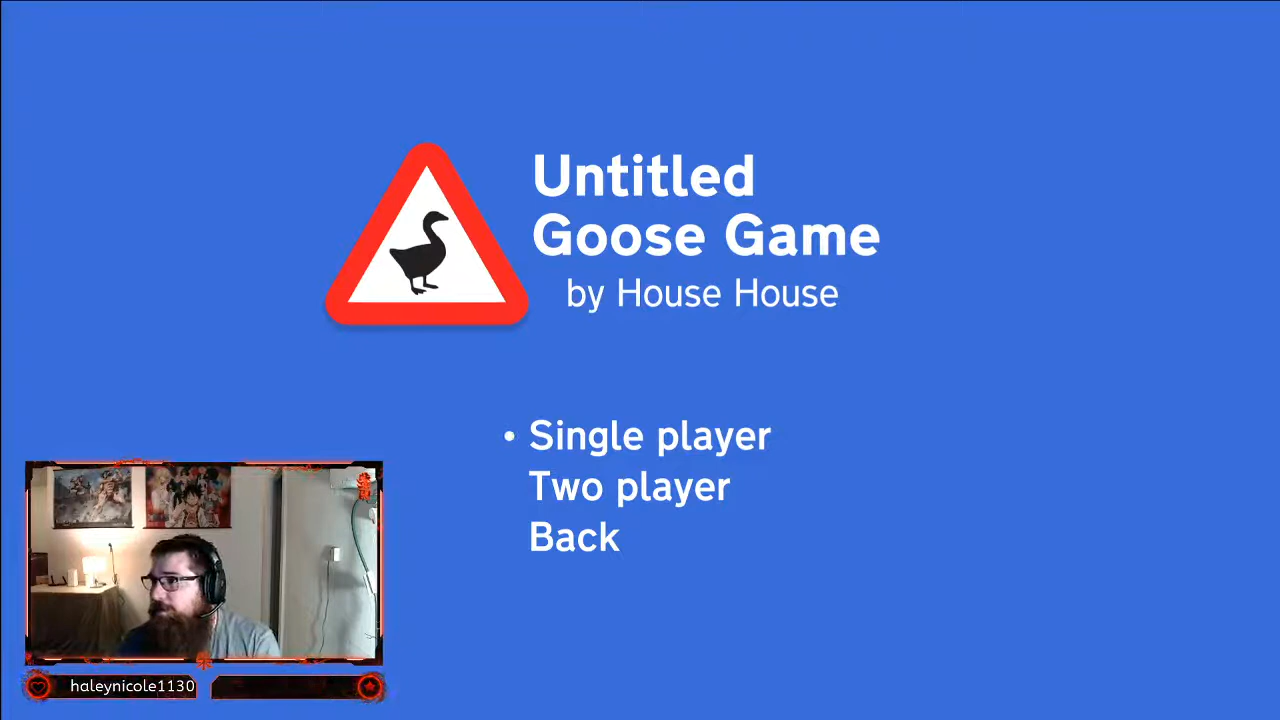 Untitled
Goose Game
by House House
• Single player
Two player
Back
haleynicole1130